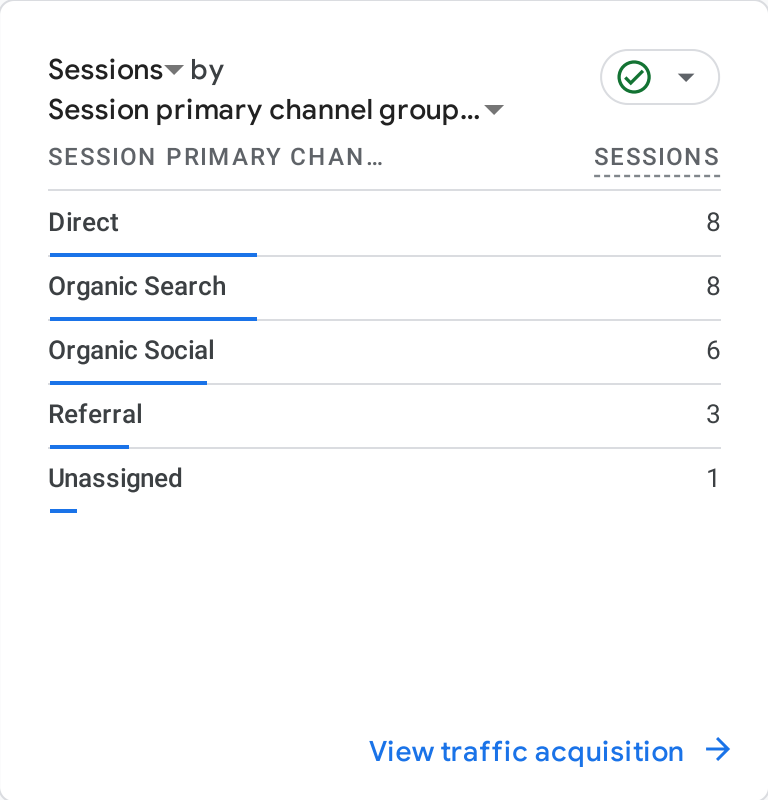 Sessions by
Session primary channel group...
SESSION PRIMARY CHAN... SESSIONS
Direct 8
Organic Search 8
Organic Social 6
Referral 3
Unassigned 1
View traffic acquisition